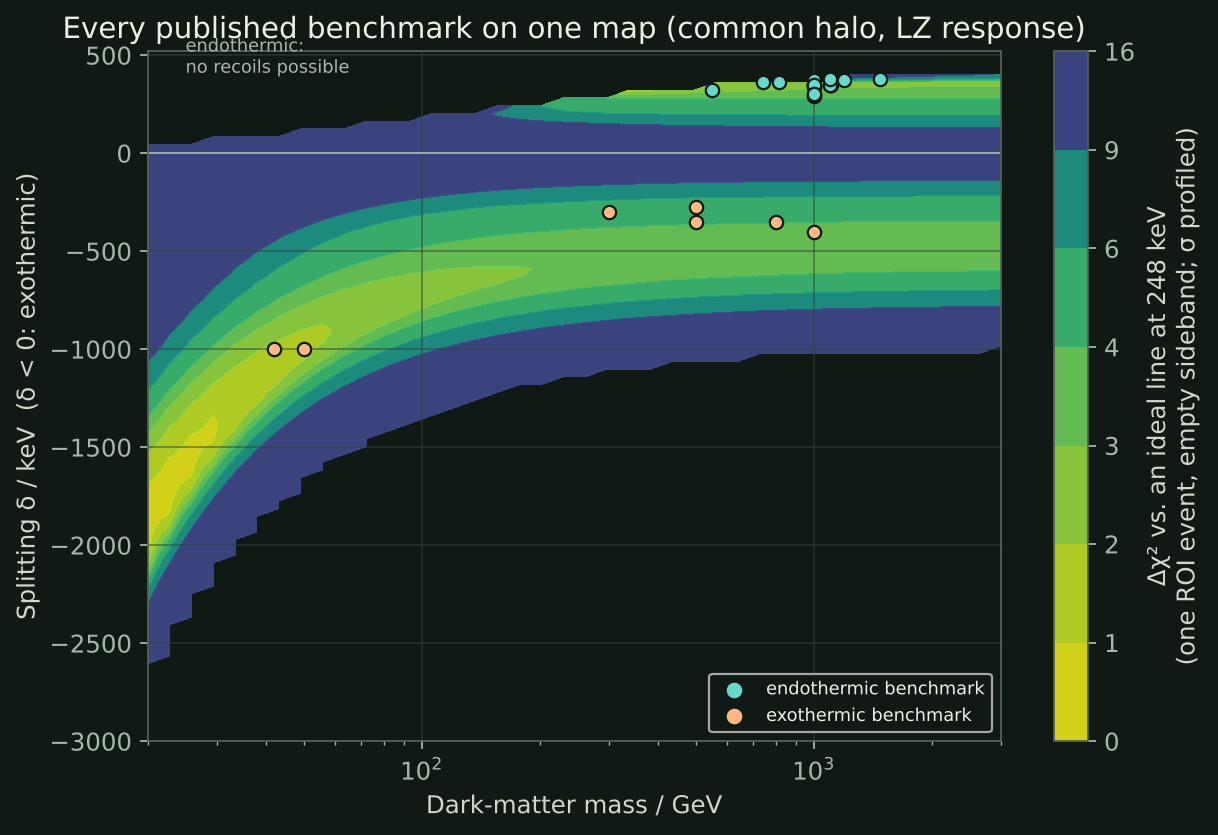 Every published benchmark on one map (common halo, LZ response)
endothermic:
no recoils possible
500
0
−500
−1000
−1500
−2000
−2500
−3000
Splitting δ / keV (δ < 0: exothermic)
10²
10³
Dark-matter mass / GeV
endothermic benchmark
exothermic benchmark
16
9
6
4
3
2
1
0
Δχ² vs. an ideal line at 248 keV
(one ROI event, empty sideband; σ profiled)